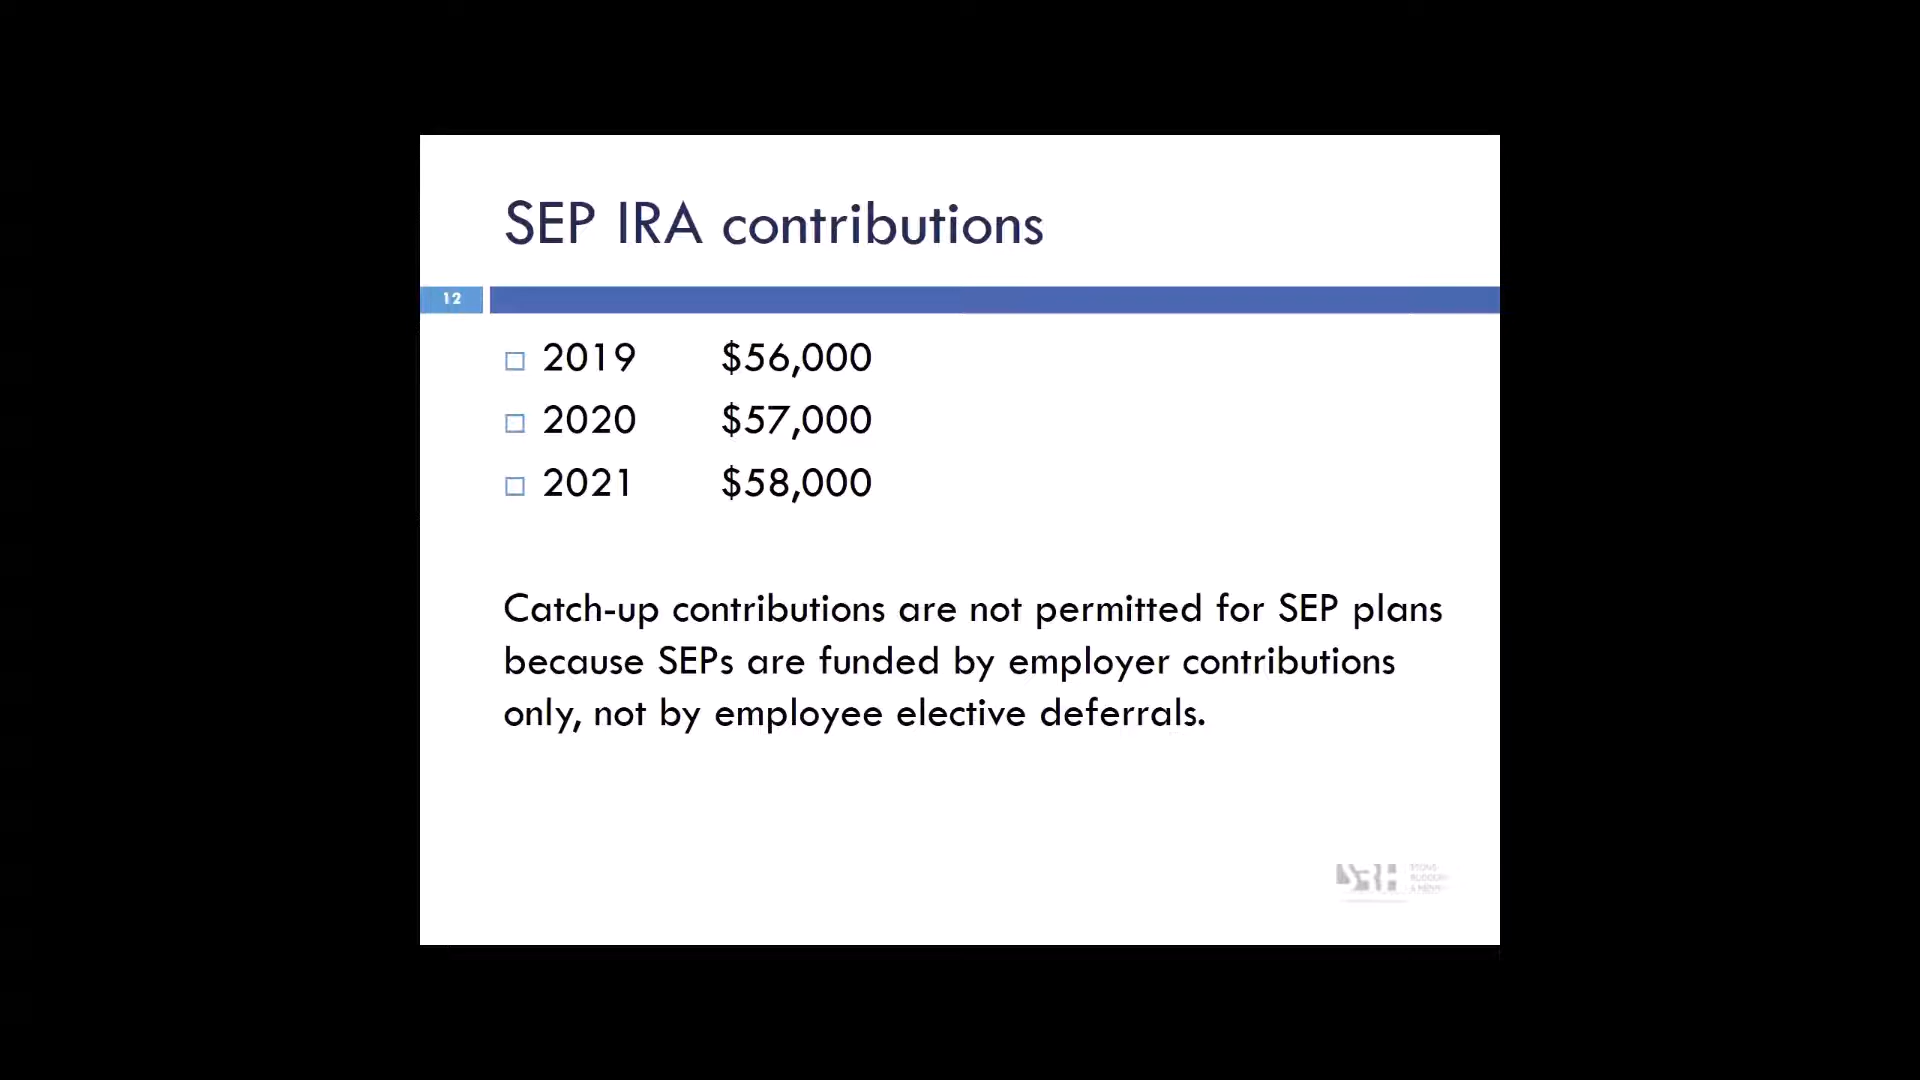 SEP IRA contributions
12
2019 $56,000
2020 $57,000
2021 $58,000
Catch-up contributions are not permitted for SEP plans
because SEPs are funded by employer contributions
only, not by employee elective deferrals.